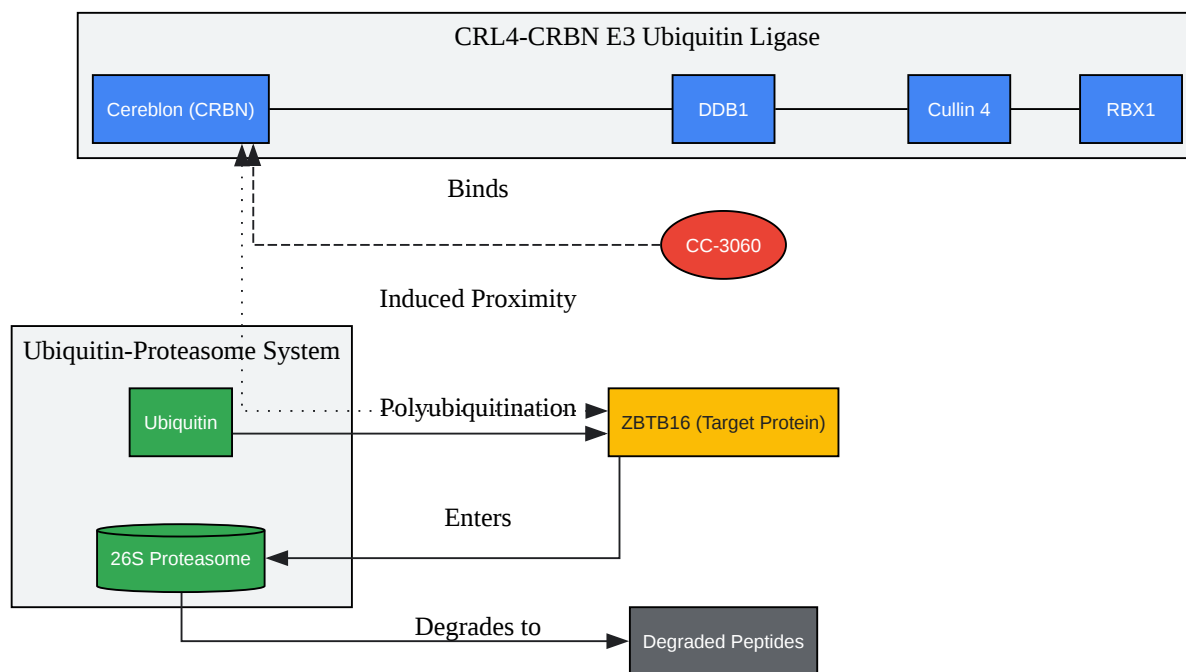 CRL4-CRBN E3 Ubiquitin Ligase
Cereblon (CRBN)
DDB1
Cullin 4
RBX1
Binds
CC-3060
Induced Proximity
Ubiquitin-Proteasome System
Ubiquitin
Polyubiquitination
ZBTB16 (Target Protein)
Enters
26S Proteasome
Degrades to
Degraded Peptides